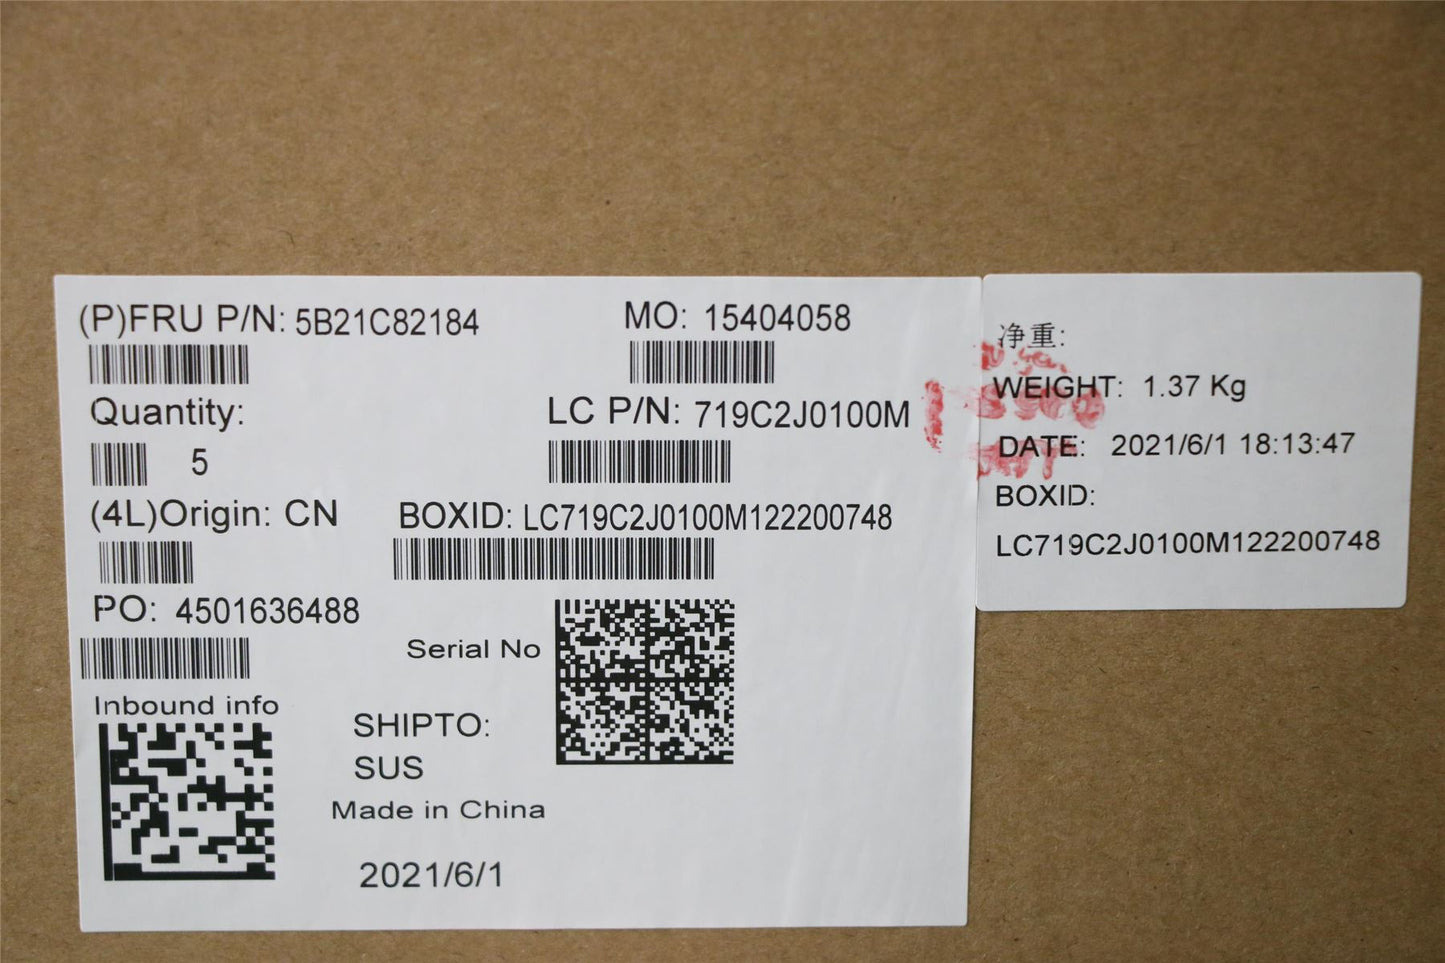 (P)FRU P/N: 5B21C82184
MO: 15404058
Quantity:
5
LC P/N: 719C2J0100M
(4L)Origin: CN
BOXID: LC719C2J0100M122200748
PO: 4501636488
Serial No
Inbound info
SHIPTO:
SUS
Made in China
2021/6/1
净重:
WEIGHT: 1.37 Kg
DATE: 2021/6/1 18:13:47
BOXID:
LC719C2J0100M122200748